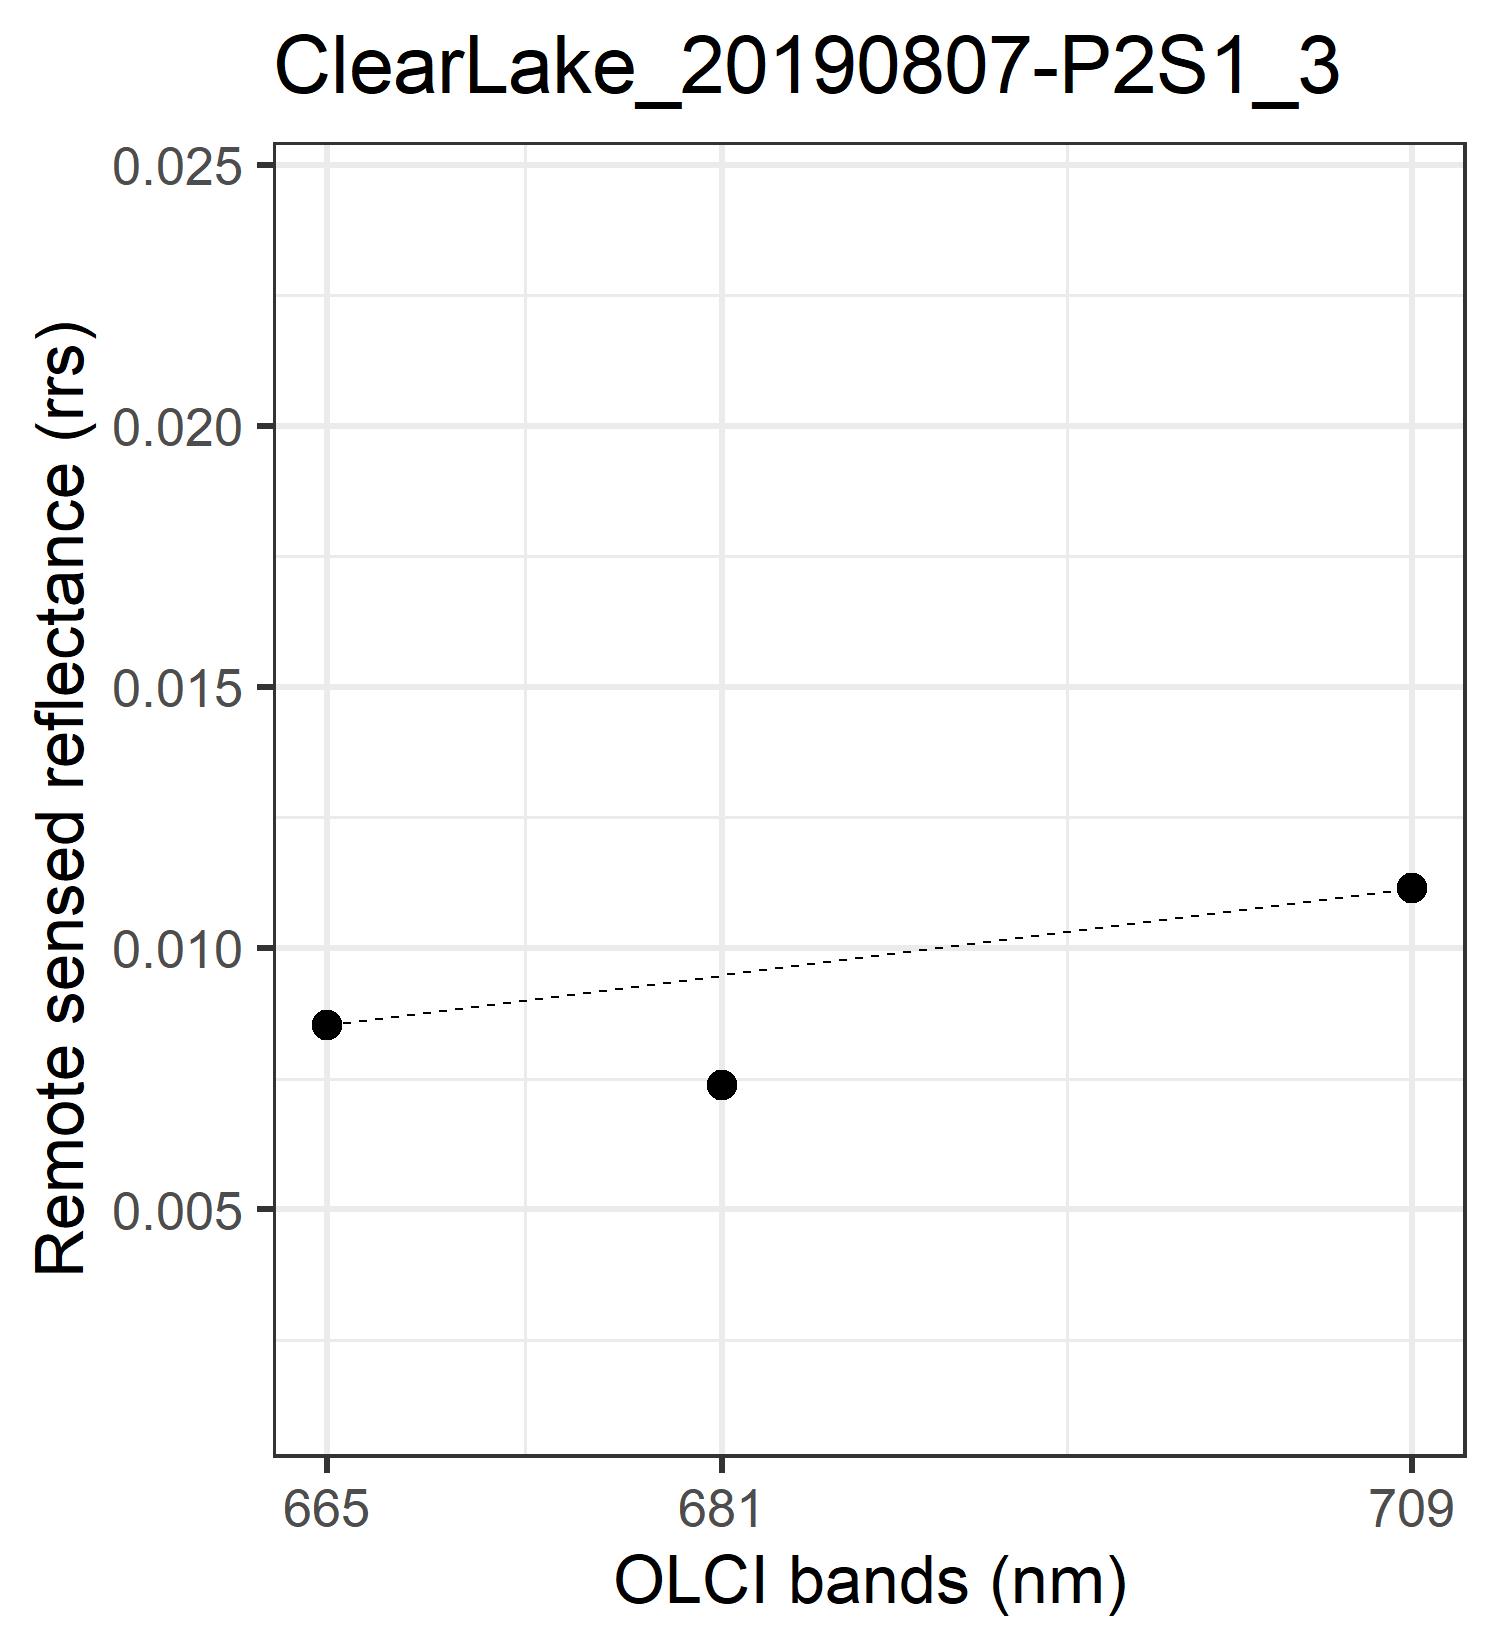 ClearLake_20190807-P2S1_3
Remote sensed reflectance (rrs)
0.025
0.020
0.015
0.010
0.005
665 681 709
OLCI bands (nm)